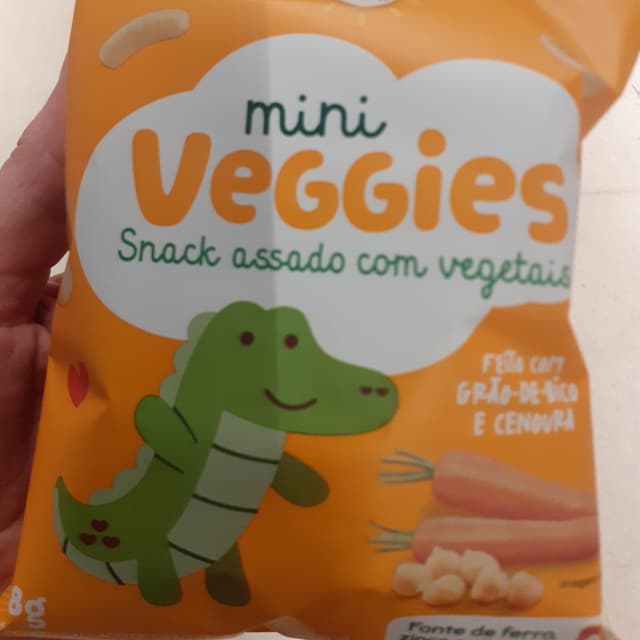 mini
Veggies
Snack assado com vegetais
FEITO COM
GRÃO-DE-BICO
E CENOURA
8g
Fonte de ferro